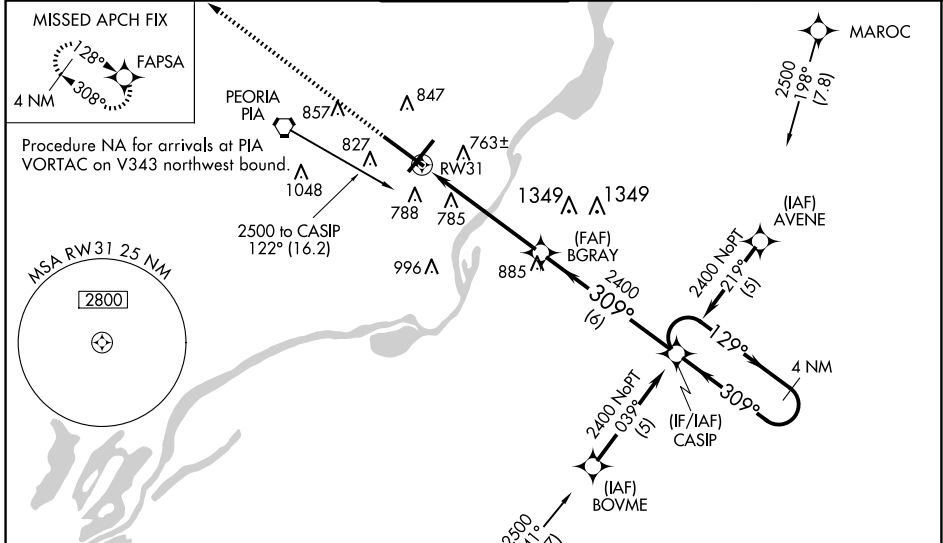 MISSED APCH FIX
128°
FAPSA
308°
4 NM
Procedure NA for arrivals at PIA
VORTAC on V343 northwest bound.
PEORIA
PIA
857
847
827
763±
RW31
1048
788
785
2500 to CASIP
122° (16.2)
996
885
1349
1349
MAROC
2500
198°
(7.8)
(IAF)
AVENE
2400 NoPT
219°
(5)
(FAF)
BGRAY
2400
309°
(6)
129°
4 NM
309°
(IF/IAF)
CASIP
2400 NoPT
039°
(5)
(IAF)
BOVME
2500
MSA RW31 25 NM
2800